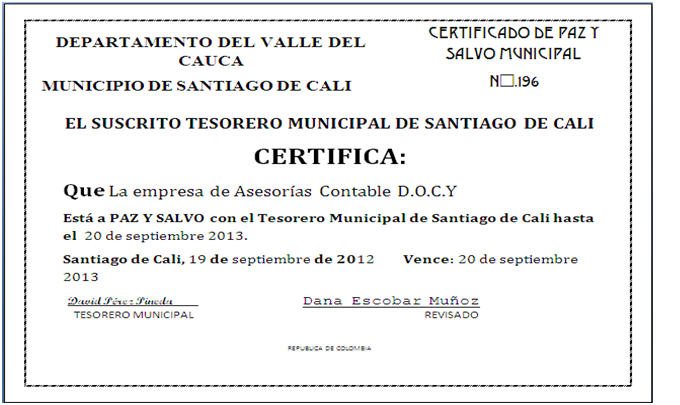 DEPARTAMENTO DEL VALLE DEL
CAUCA
MUNICIPIO DE SANTIAGO DE CALI
CERTIFICADO DE PAZ Y
SALVO MUNICIPAL
N□.196
EL SUSCRITO TESORERO MUNICIPAL DE SANTIAGO DE CALI
CERTIFICA:
Que La empresa de Asesorías Contable D.O.C.Y
Está a PAZ Y SALVO con el Tesorero Municipal de Santiago de Cali hasta
el 20 de septiembre 2013.
Santiago de Cali, 19 de septiembre de 2012 Vence: 20 de septiembre
2013
David Pérez Pineda
TESORERO MUNICIPAL
Dana Escobar Muñoz
REVISADO
REPUBLICA DE COLOMBIA